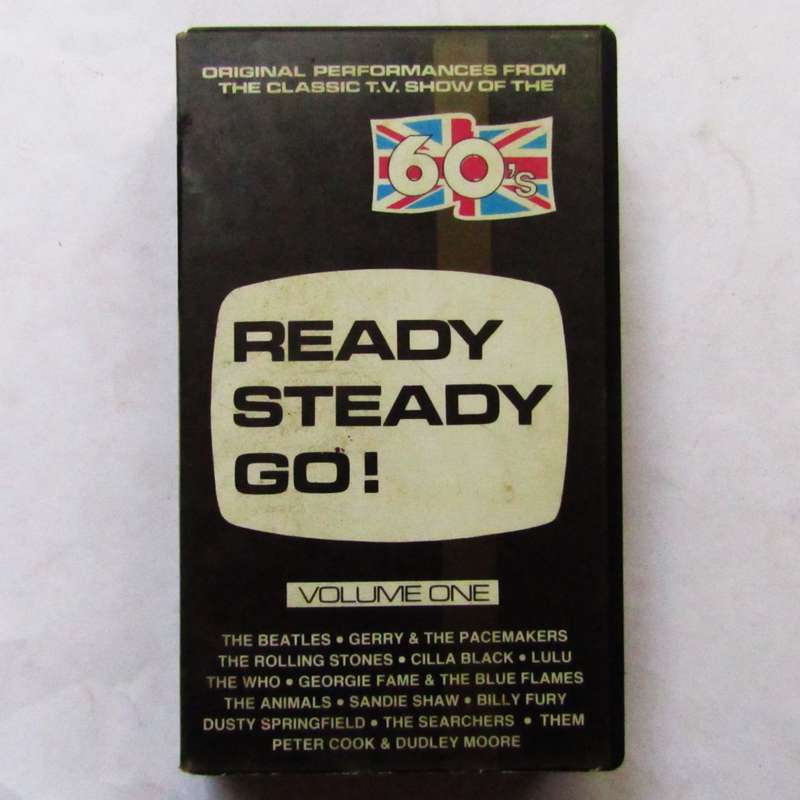 ORIGINAL PERFORMANCES FROM
THE CLASSIC T.V. SHOW OF THE
60's
READY
STEADY
GO!
VOLUME ONE
THE BEATLES • GERRY & THE PACEMAKERS
THE ROLLING STONES • CILLA BLACK • LULU
THE WHO • GEORGIE FAME & THE BLUE FLAMES
THE ANIMALS • SANDIE SHAW • BILLY FURY
DUSTY SPRINGFIELD • THE SEARCHERS • THEM
PETER COOK & DUDLEY MOORE